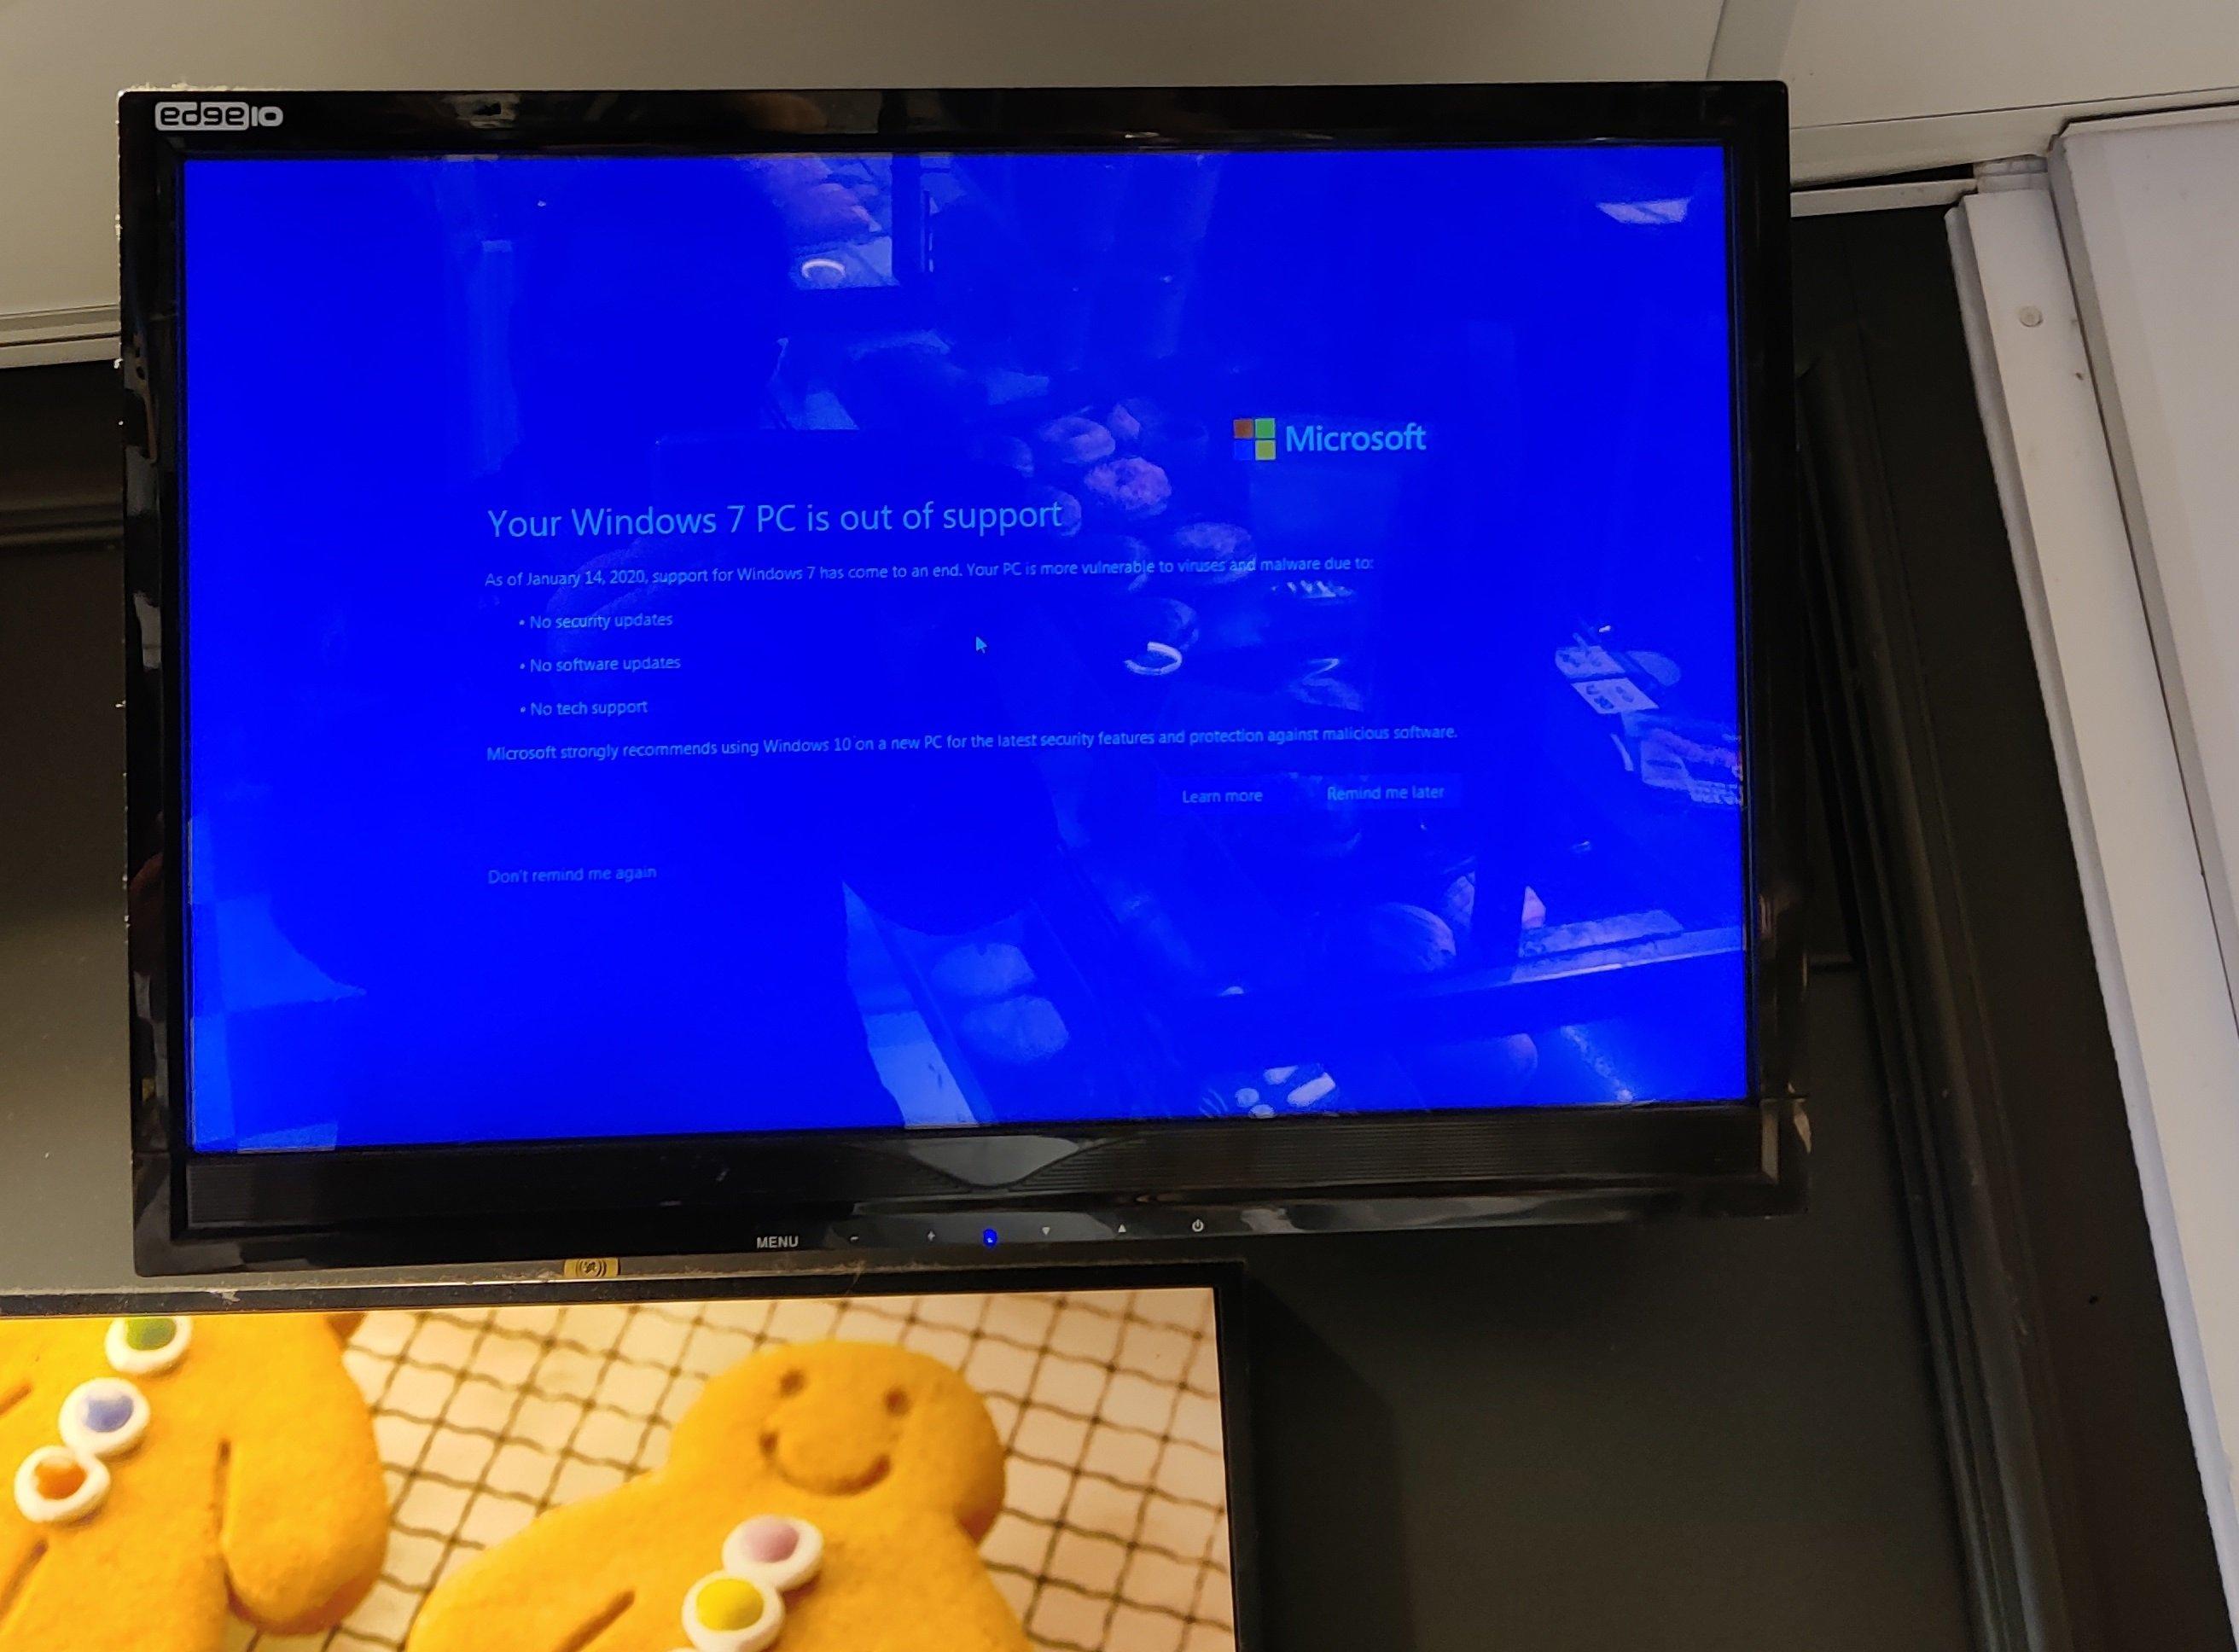 edge10
Microsoft
Your Windows 7 PC is out of support
As of January 14, 2020, support for Windows 7 has come to an end. Your PC is more vulnerable to viruses and malware due to:
• No security updates
• No software updates
• No tech support
Microsoft strongly recommends using Windows 10 on a new PC for the latest security features and protection against malicious software.
Learn more Remind me later
Don't remind me again
MENU - +